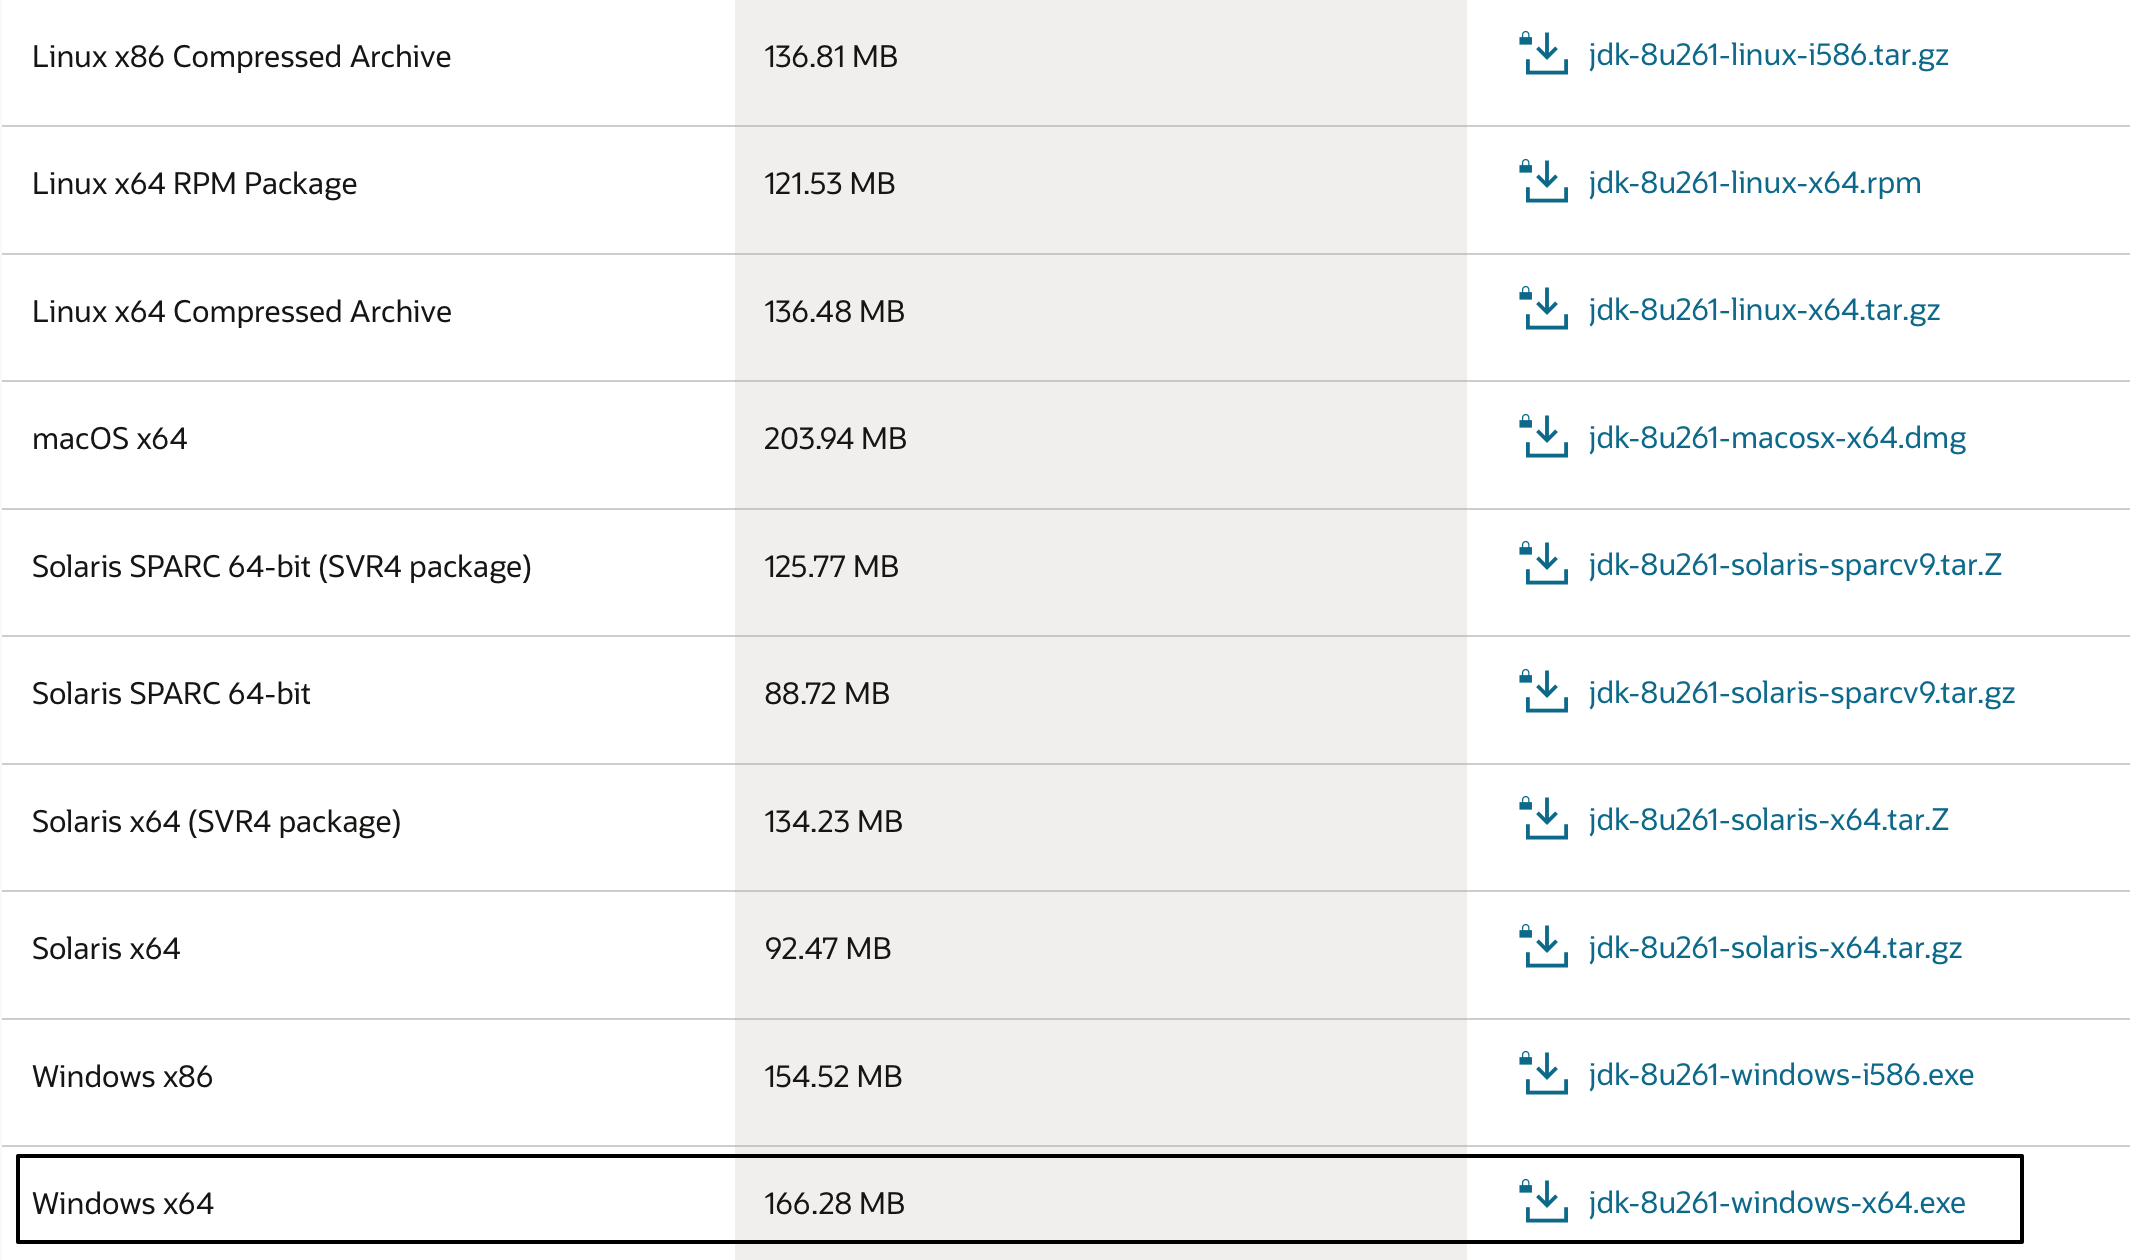 Linux x86 Compressed Archive 136.81 MB jdk-8u261-linux-i586.tar.gz
Linux x64 RPM Package 121.53 MB jdk-8u261-linux-x64.rpm
Linux x64 Compressed Archive 136.48 MB jdk-8u261-linux-x64.tar.gz
macOS x64 203.94 MB jdk-8u261-macosx-x64.dmg
Solaris SPARC 64-bit (SVR4 package) 125.77 MB jdk-8u261-solaris-sparcv9.tar.Z
Solaris SPARC 64-bit 88.72 MB jdk-8u261-solaris-sparcv9.tar.gz
Solaris x64 (SVR4 package) 134.23 MB jdk-8u261-solaris-x64.tar.Z
Solaris x64 92.47 MB jdk-8u261-solaris-x64.tar.gz
Windows x86 154.52 MB jdk-8u261-windows-i586.exe
Windows x64 166.28 MB jdk-8u261-windows-x64.exe